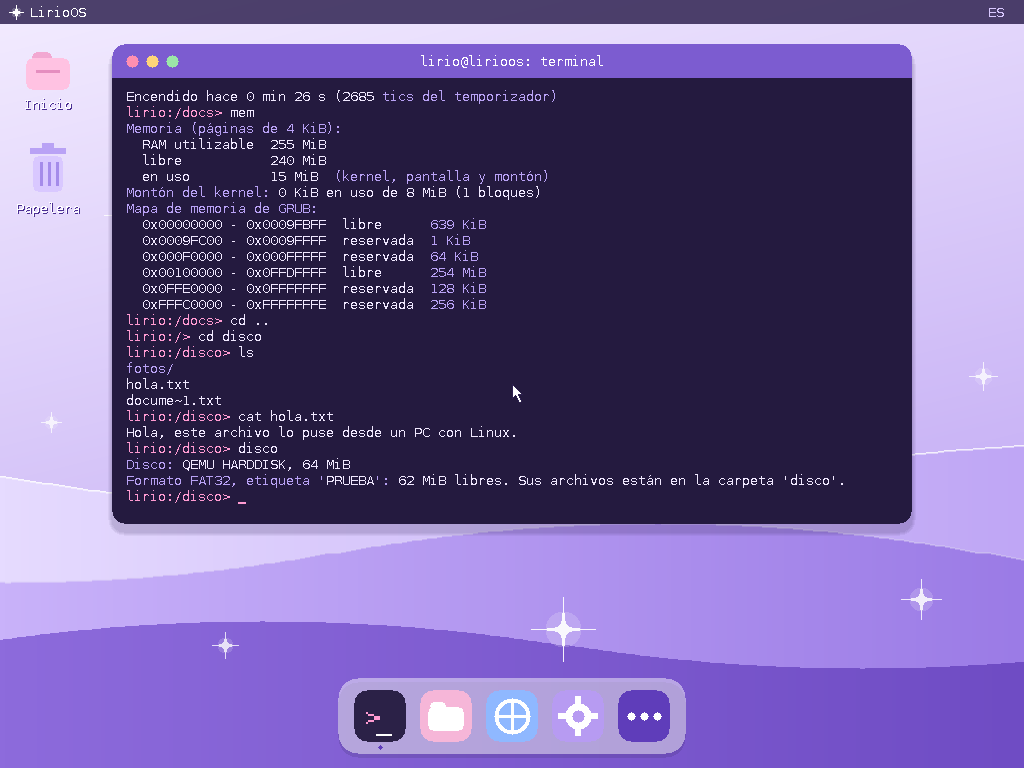 LirioOS
ES
lirio@lirioos: terminal
Inicio
Papelera
Encendido hace 0 min 26 s (2685 tics del temporizador)
lirio:/docs> mem
Memoria (páginas de 4 KiB):
RAM utilizable 255 MiB
libre 240 MiB
en uso 15 MiB (kernel, pantalla y montón)
Montón del kernel: 0 KiB en uso de 8 MiB (1 bloques)
Mapa de memoria de GRUB:
0x00000000 - 0x0009FBFF libre 639 KiB
0x0009FC00 - 0x0009FFFF reservada 1 KiB
0x000F0000 - 0x000FFFFF reservada 64 KiB
0x00100000 - 0x0FFDFFFF libre 254 MiB
0x0FFE0000 - 0x0FFFFFFF reservada 128 KiB
0xFFFC0000 - 0xFFFFFFFE reservada 256 KiB
lirio:/docs> cd ..
lirio:/> cd disco
lirio:/disco> ls
fotos/
hola.txt
docume~1.txt
lirio:/disco> cat hola.txt
Hola, este archivo lo puse desde un PC con Linux.
lirio:/disco> disco
Disco: QEMU HARDDISK, 64 MiB
Formato FAT32, etiqueta 'PRUEBA': 62 MiB libres. Sus archivos están en la carpeta 'disco'.
lirio:/disco> _
>_